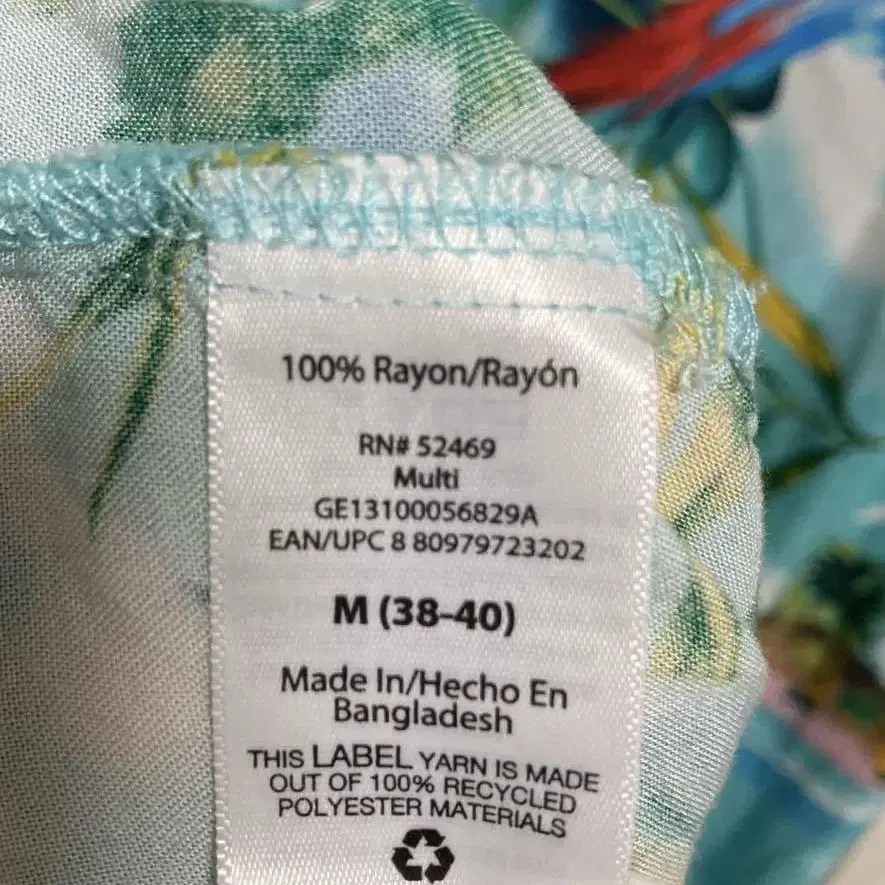 100% Rayon/Rayón
RN# 52469
Multi
GE13100056829A
EAN/UPC 8 80979723202
M (38-40)
Made In/Hecho En
Bangladesh
THIS LABEL YARN IS MADE
OUT OF 100% RECYCLED
POLYESTER MATERIALS